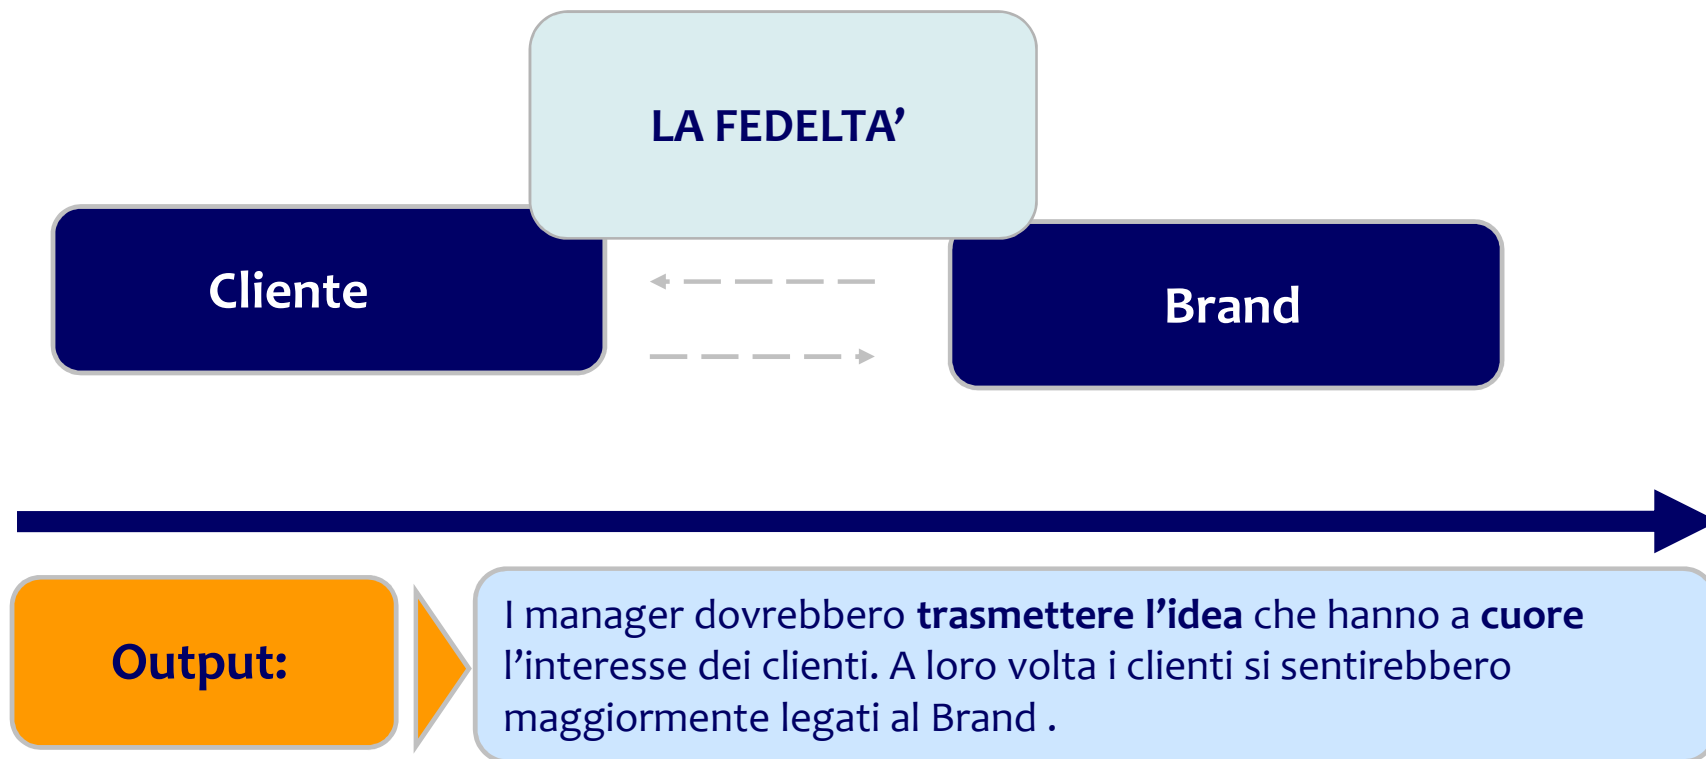 LA FEDELTA’
Cliente
Brand
Output:
I manager dovrebbero trasmettere l’idea che hanno a cuore
l’interesse dei clienti. A loro volta i clienti si sentirebbero
maggiormente legati al Brand .